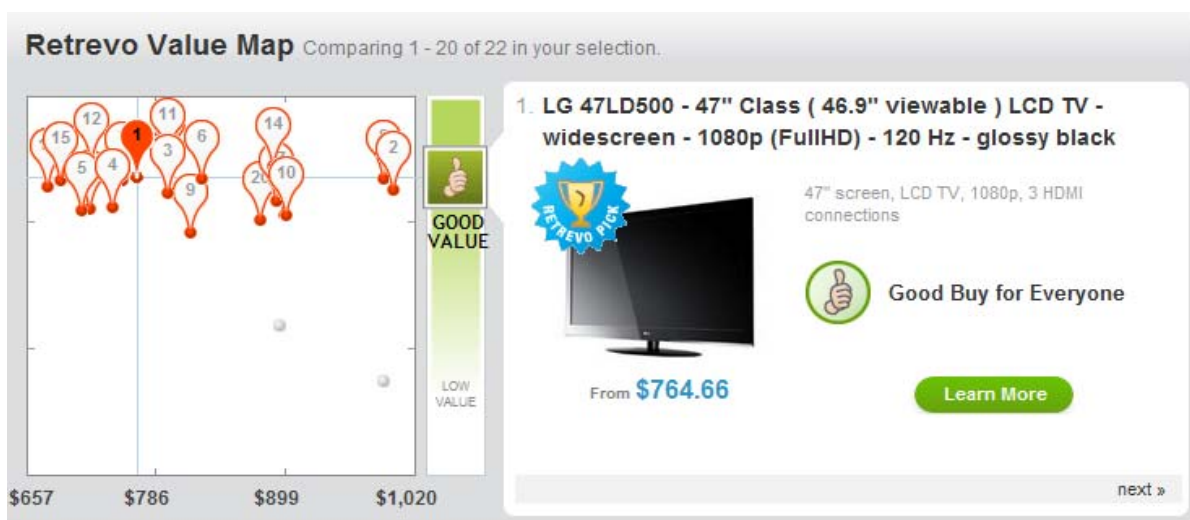 Retrevo Value Map Comparing 1 - 20 of 22 in your selection.
12
11
15
1
6
14
3
2
5
4
9
20
10
GOOD
VALUE
LOW
VALUE
$657
$786
$899
$1,020
1. LG 47LD500 - 47" Class ( 46.9" viewable ) LCD TV -
widescreen - 1080p (FullHD) - 120 Hz - glossy black
RETREVO PICK
47" screen, LCD TV, 1080p, 3 HDMI
connections
Good Buy for Everyone
From $764.66
Learn More
next »